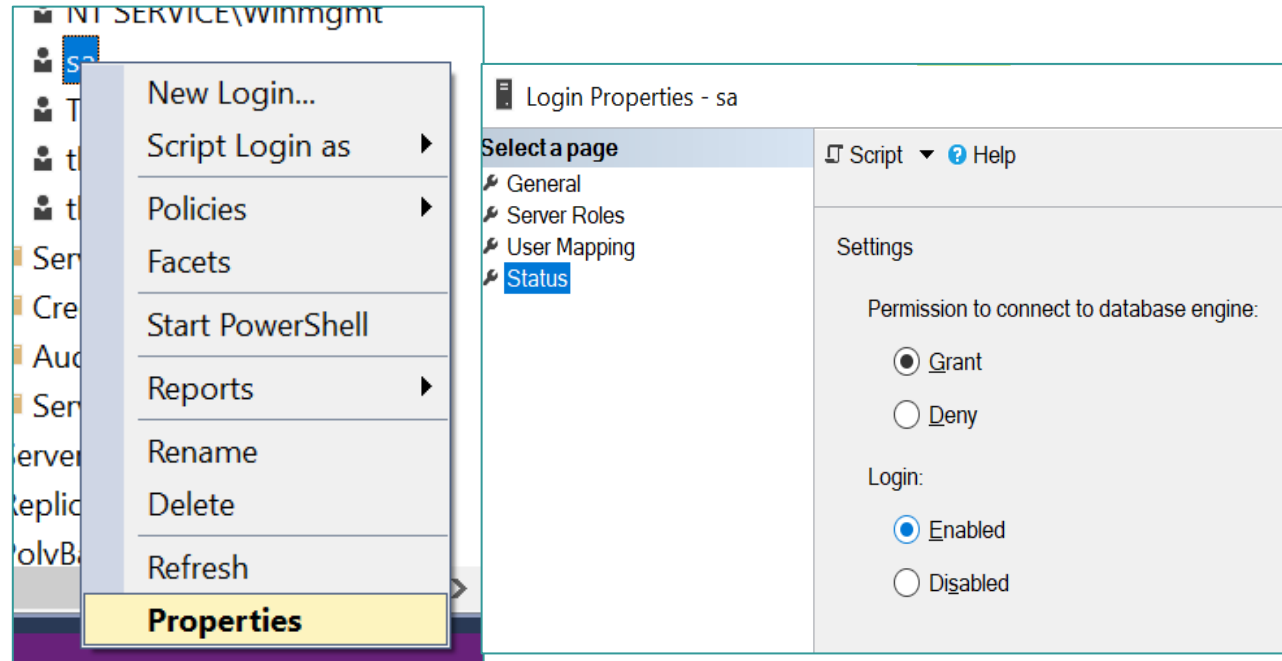 NT SERVICE\Winmgmt
sa
New Login...
Script Login as
Policies
Facets
Start PowerShell
Reports
Rename
Delete
Refresh
Properties
Login Properties - sa
Select a page
General
Server Roles
User Mapping
Status
Script
Help
Settings
Permission to connect to database engine:
Grant
Deny
Login:
Enabled
Disabled